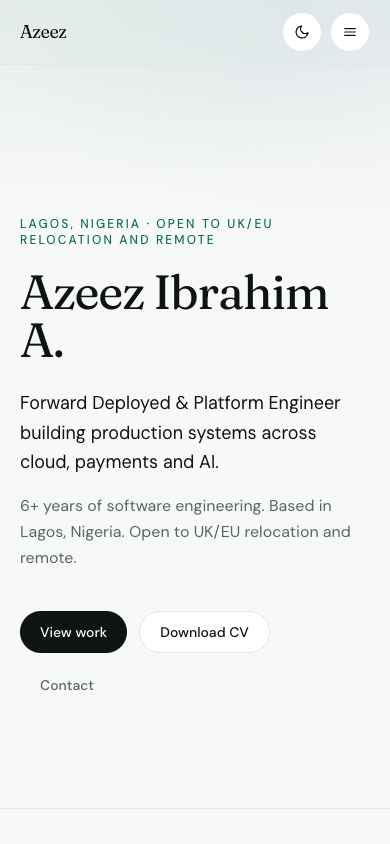 Azeez
LAGOS, NIGERIA · OPEN TO UK/EU
RELOCATION AND REMOTE
Azeez Ibrahim
A.
Forward Deployed & Platform Engineer
building production systems across
cloud, payments and AI.
6+ years of software engineering. Based in
Lagos, Nigeria. Open to UK/EU relocation and
remote.
View work
Download CV
Contact